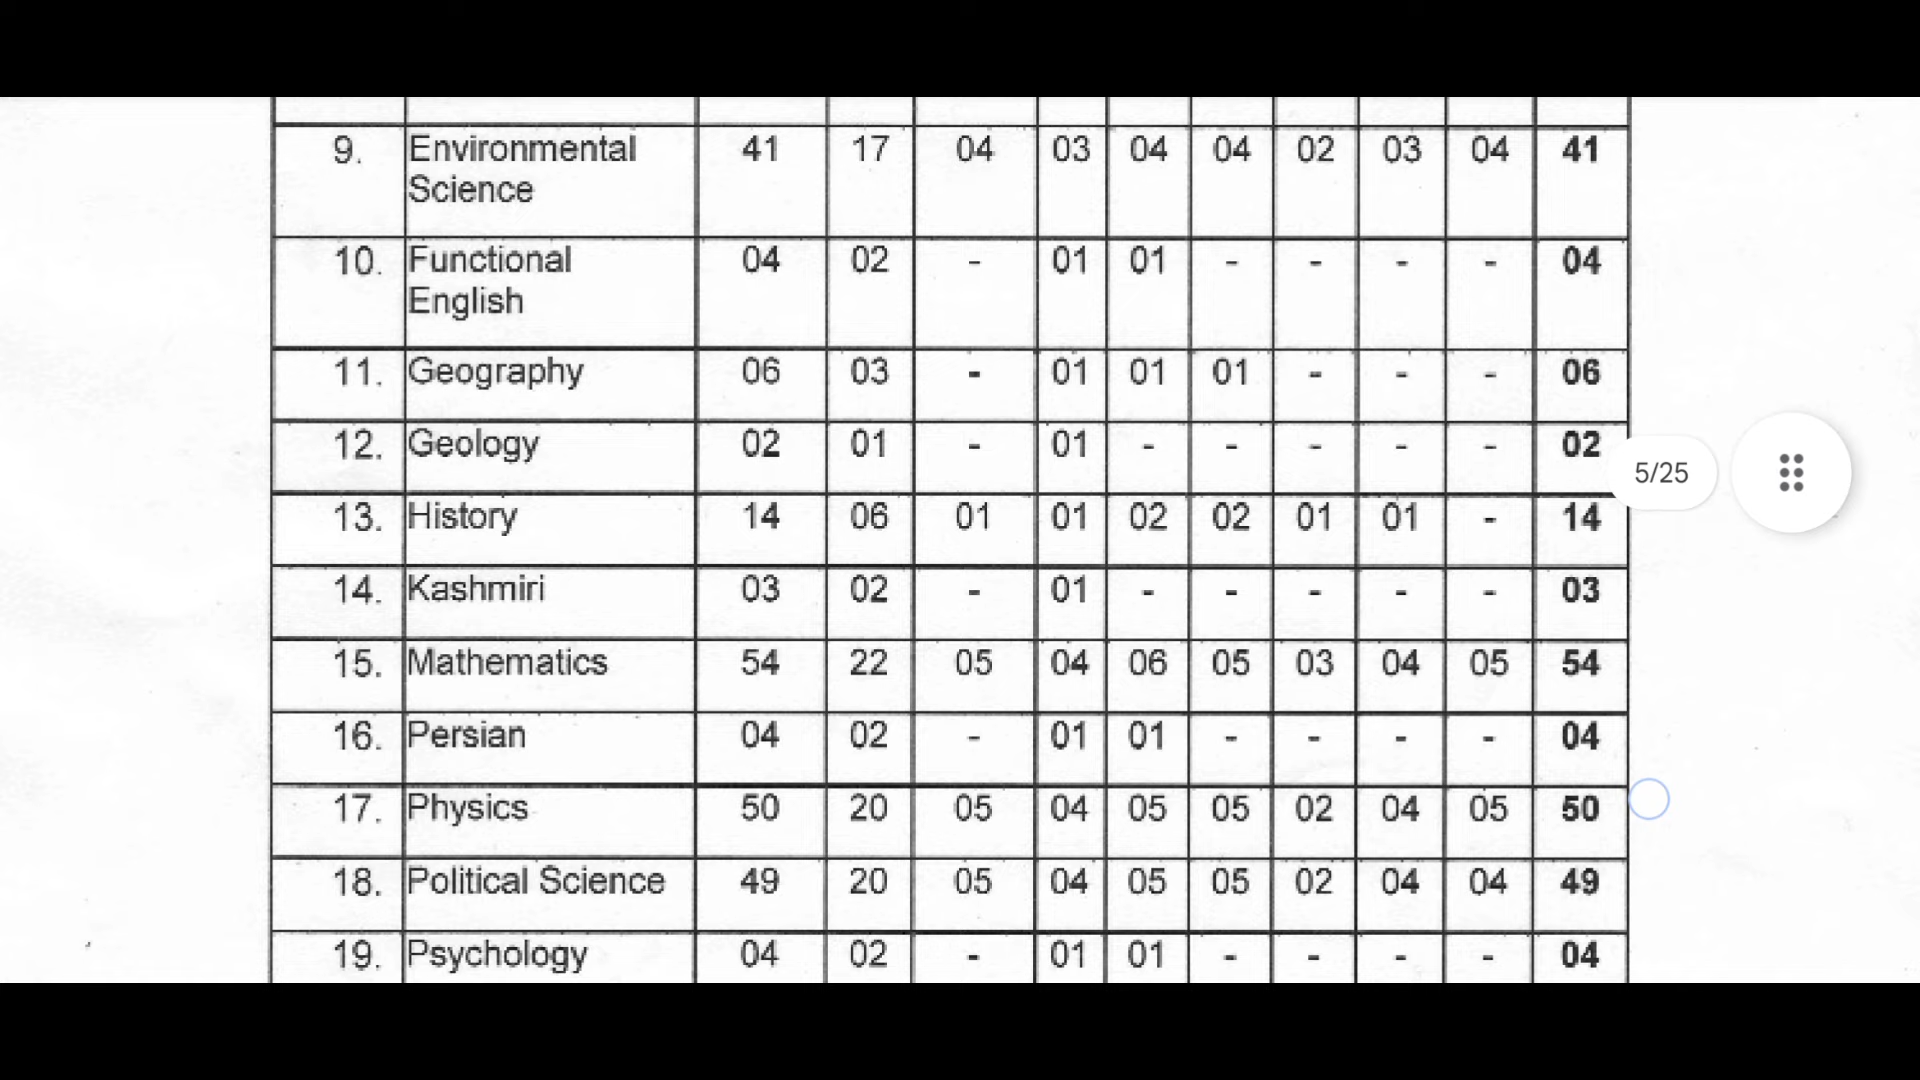 9. Environmental Science 41 17 04 03 04 04 02 03 04 41
10. Functional English 04 02 - 01 01 - - - - 04
11. Geography 06 03 - 01 01 01 - - - 06
12. Geology 02 01 - 01 - - - - - 02
5/25
13. History 14 06 01 01 02 02 01 01 - 14
14. Kashmiri 03 02 - 01 - - - - - 03
15. Mathematics 54 22 05 04 06 05 03 04 05 54
16. Persian 04 02 - 01 01 - - - - 04
17. Physics 50 20 05 04 05 05 02 04 05 50
18. Political Science 49 20 05 04 05 05 02 04 04 49
19. Psychology 04 02 - 01 01 - - - - 04